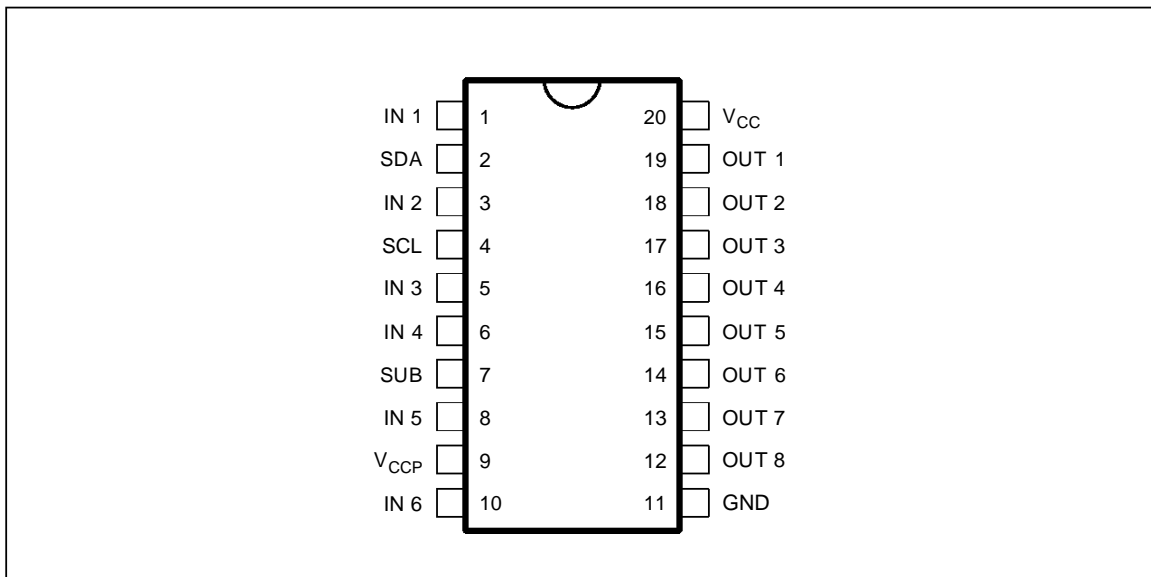 IN 1 1 20 VCC
SDA 2 19 OUT 1
IN 2 3 18 OUT 2
SCL 4 17 OUT 3
IN 3 5 16 OUT 4
IN 4 6 15 OUT 5
SUB 7 14 OUT 6
IN 5 8 13 OUT 7
VCCP 9 12 OUT 8
IN 6 10 11 GND